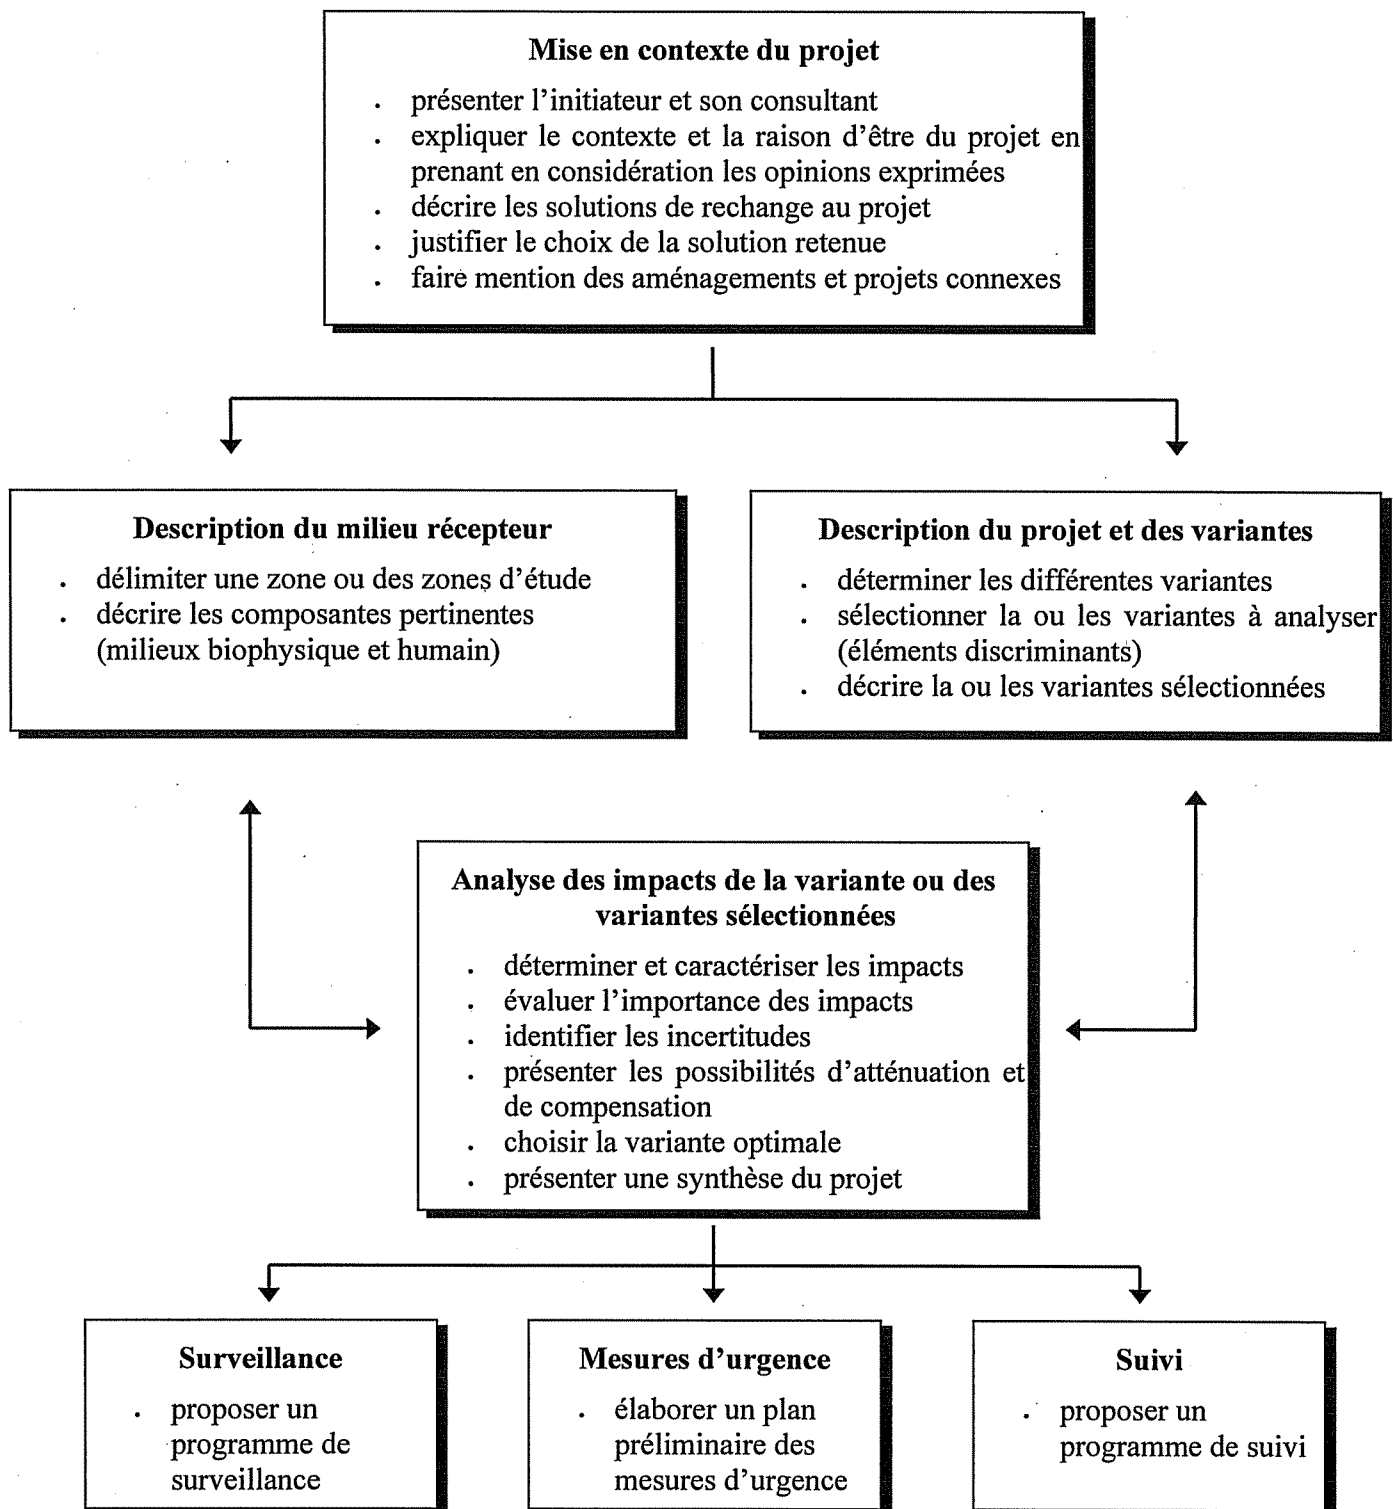 Mise en contexte du projet
. présenter l’initiateur et son consultant
. expliquer le contexte et la raison d’être du projet en
prenant en considération les opinions exprimées
. décrire les solutions de rechange au projet
. justifier le choix de la solution retenue
. faire mention des aménagements et projets connexes
Description du milieu récepteur
. délimiter une zone ou des zones d’étude
. décrire les composantes pertinentes
(milieux biophysique et humain)
Description du projet et des variantes
. déterminer les différentes variantes
. sélectionner la ou les variantes à analyser
(éléments discriminants)
. décrire la ou les variantes sélectionnées
Analyse des impacts de la variante ou des
variantes sélectionnées
. déterminer et caractériser les impacts
. évaluer l’importance des impacts
. identifier les incertitudes
. présenter les possibilités d’atténuation et
de compensation
. choisir la variante optimale
. présenter une synthèse du projet
Surveillance
. proposer un
programme de
surveillance
Mesures d’urgence
. élaborer un plan
préliminaire des
mesures d’urgence
Suivi
. proposer un
programme de suivi